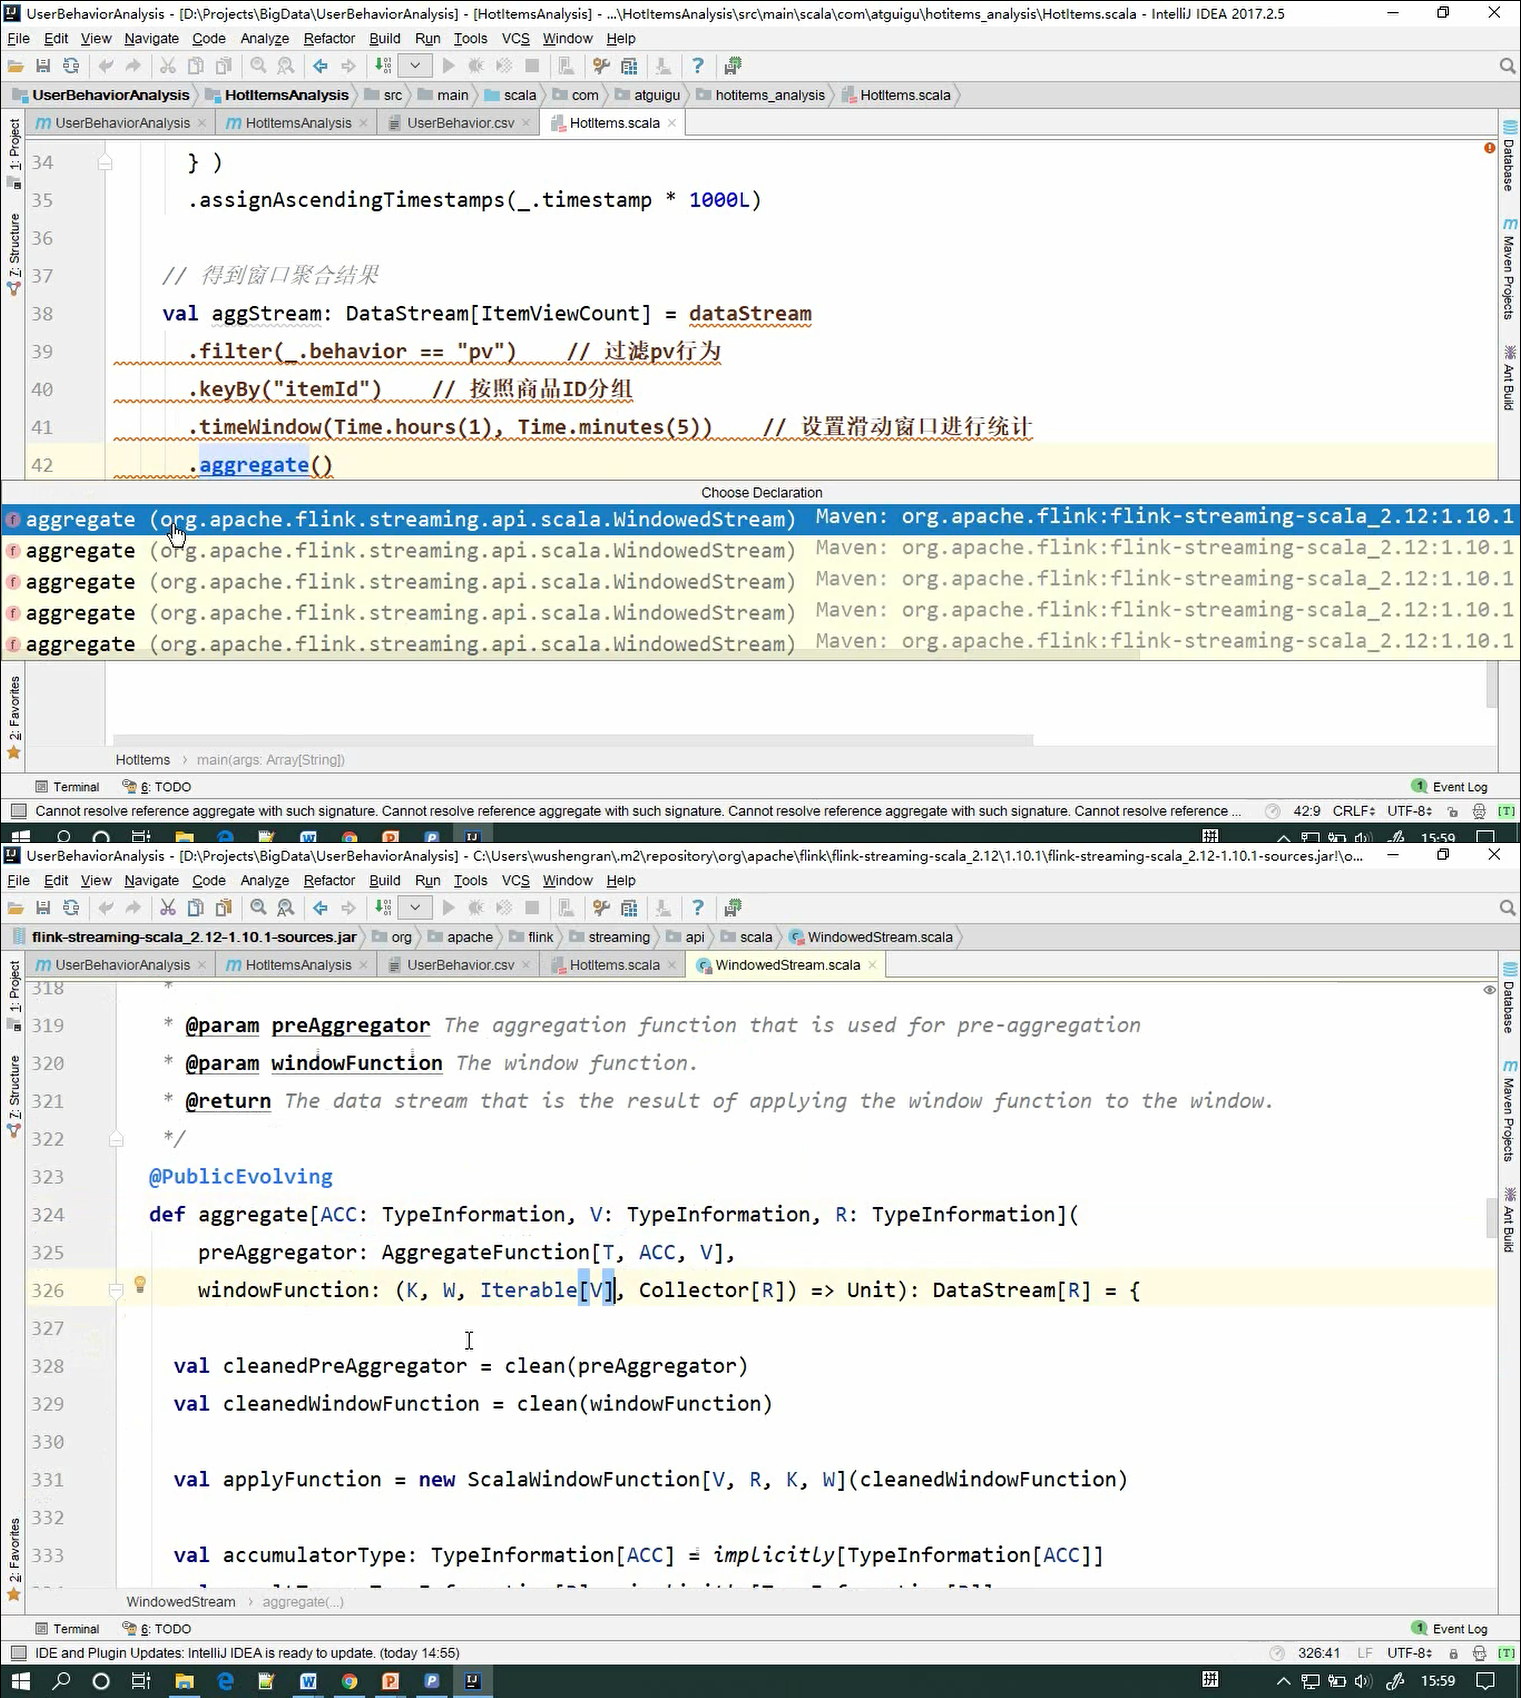 UserBehaviorAnalysis - [D:\Projects\BigData\UserBehaviorAnalysis] - [HotItemsAnalysis] - ...\HotItemsAnalysis\src\main\scala\com\atguigu\hotitems_analysis\HotItems.scala - IntelliJ IDEA 2017.2.5
File Edit View Navigate Code Analyze Refactor Build Run Tools VCS Window Help
UserBehaviorAnalysis HotItemsAnalysis src main scala com atguigu hotitems_analysis HotItems.scala
UserBehaviorAnalysis HotItemsAnalysis UserBehavior.csv HotItems.scala
1: Project
7: Structure
2: Favorites
Database
Maven Projects
Ant Build
34 } )
35 .assignAscendingTimestamps(_.timestamp * 1000L)
36
37 // 得到窗口聚合结果
38 val aggStream: DataStream[ItemViewCount] = dataStream
39 .filter(_.behavior == "pv") // 过滤pv行为
40 .keyBy("itemId") // 按照商品ID分组
41 .timeWindow(Time.hours(1), Time.minutes(5)) // 设置滑动窗口进行统计
42 .aggregate()
Choose Declaration
aggregate (org.apache.flink.streaming.api.scala.WindowedStream) Maven: org.apache.flink:flink-streaming-scala_2.12:1.10.1
aggregate (org.apache.flink.streaming.api.scala.WindowedStream) Maven: org.apache.flink:flink-streaming-scala_2.12:1.10.1
aggregate (org.apache.flink.streaming.api.scala.WindowedStream) Maven: org.apache.flink:flink-streaming-scala_2.12:1.10.1
aggregate (org.apache.flink.streaming.api.scala.WindowedStream) Maven: org.apache.flink:flink-streaming-scala_2.12:1.10.1
aggregate (org.apache.flink.streaming.api.scala.WindowedStream) Maven: org.apache.flink:flink-streaming-scala_2.12:1.10.1
HotItems main(args: Array[String])
Terminal 6: TODO 1 Event Log
Cannot resolve reference aggregate with such signature. Cannot resolve reference aggregate with such signature. Cannot resolve reference aggregate with such signature. Cannot resolve reference ... 42:9 CRLF UTF-8 [T]
拼 15:59
UserBehaviorAnalysis - [D:\Projects\BigData\UserBehaviorAnalysis] - C:\Users\wushengran\.m2\repository\org\apache\flink\flink-streaming-scala_2.12\1.10.1\flink-streaming-scala_2.12-1.10.1-sources.jar!\o...
File Edit View Navigate Code Analyze Refactor Build Run Tools VCS Window Help
flink-streaming-scala_2.12-1.10.1-sources.jar org apache flink streaming api scala WindowedStream.scala
UserBehaviorAnalysis HotItemsAnalysis UserBehavior.csv HotItems.scala WindowedStream.scala
1: Project
7: Structure
2: Favorites
Database
Maven Projects
Ant Build
318 *
319 * @param preAggregator The aggregation function that is used for pre-aggregation
320 * @param windowFunction The window function.
321 * @return The data stream that is the result of applying the window function to the window.
322 */
323 @PublicEvolving
324 def aggregate[ACC: TypeInformation, V: TypeInformation, R: TypeInformation](
325 preAggregator: AggregateFunction[T, ACC, V],
326 windowFunction: (K, W, Iterable[V], Collector[R]) => Unit): DataStream[R] = {
327
328 val cleanedPreAggregator = clean(preAggregator)
329 val cleanedWindowFunction = clean(windowFunction)
330
331 val applyFunction = new ScalaWindowFunction[V, R, K, W](cleanedWindowFunction)
332
333 val accumulatorType: TypeInformation[ACC] = implicitly[TypeInformation[ACC]]
WindowedStream aggregate(...)
Terminal 6: TODO 1 Event Log
IDE and Plugin Updates: IntelliJ IDEA is ready to update. (today 14:55) 326:41 LF UTF-8 [T]
拼 15:59